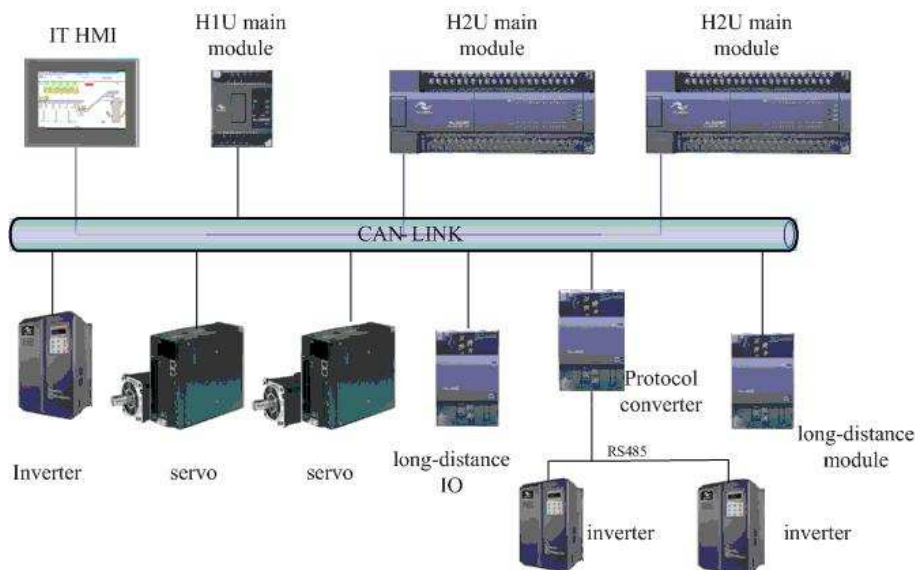 IT HMI
H1U main
module
H2U main
module
H2U main
module
CAN LINK
Inverter
servo
servo
long-distance
IO
Protocol
converter
long-distance
module
RS485
inverter
inverter